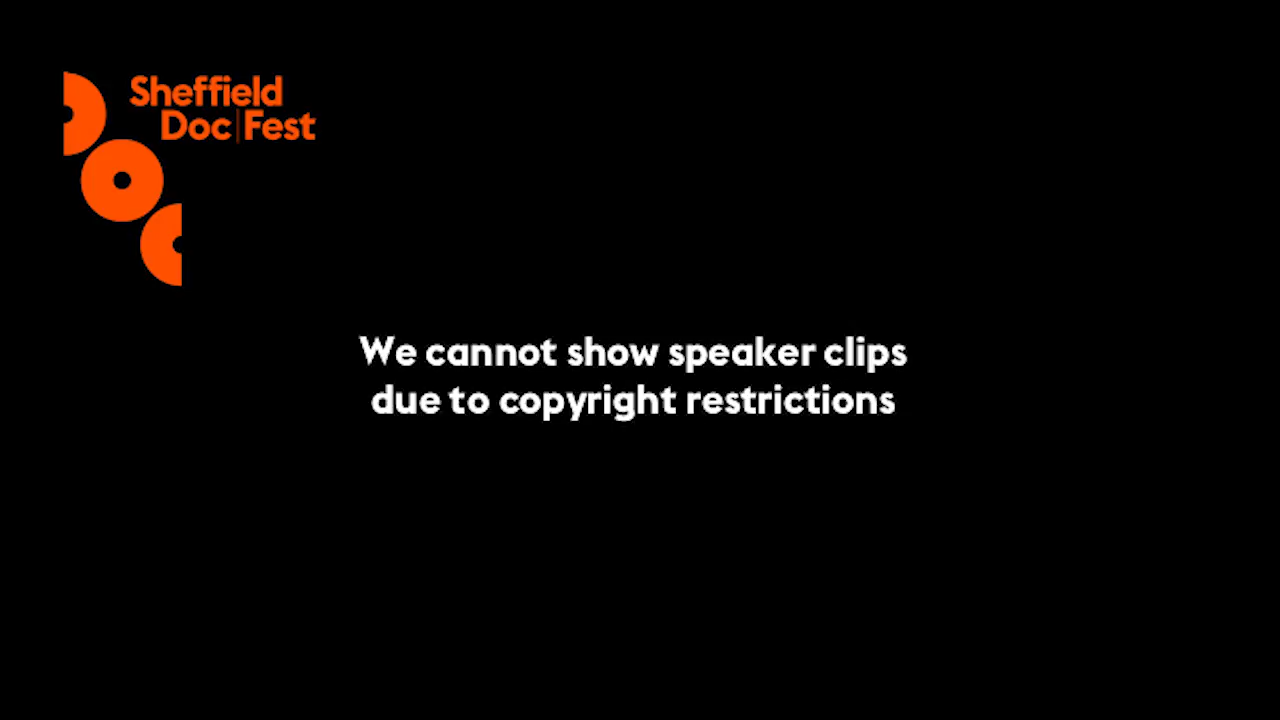 Sheffield
Doc|Fest
We cannot show speaker clips
due to copyright restrictions